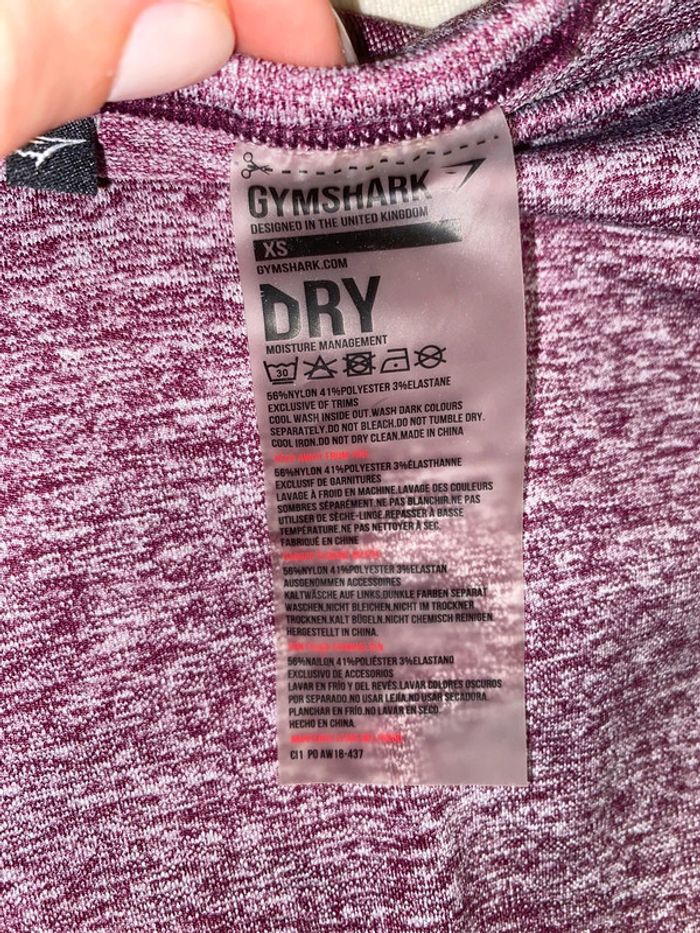 GYMSHARK
DESIGNED IN THE UNITED KINGDOM
XS
GYMSHARK.COM
DRY
MOISTURE MANAGEMENT
30
56%NYLON 41%POLYESTER 3%ELASTANE
EXCLUSIVE OF TRIMS
COOL WASH INSIDE OUT.WASH DARK COLOURS
SEPARATELY.DO NOT BLEACH.DO NOT TUMBLE DRY.
COOL IRON.DO NOT DRY CLEAN.MADE IN CHINA
KEEP AWAY FROM FIRE
56%NYLON 41%POLYESTER 3%ÉLASTHANNE
EXCLUSIF DE GARNITURES
LAVAGE À FROID EN MACHINE.LAVAGE DES COULEURS
SOMBRES SÉPARÉMENT.NE PAS BLANCHIR.NE PAS
UTILISER DE SÈCHE-LINGE.REPASSER À BASSE
TEMPÉRATURE.NE PAS NETTOYER À SEC.
FABRIQUÉ EN CHINE
56%NYLON 41%POLYESTER 3%ELASTAN
AUSGENOMMEN ACCESSOIRES
KALTWÄSCHE AUF LINKS.DUNKLE FARBEN SEPARAT
WASCHEN.NICHT BLEICHEN.NICHT IM TROCKNER
TROCKNEN.KALT BÜGELN.NICHT CHEMISCH REINIGEN
HERGESTELLT IN CHINA.
56%NAILON 41%POLIÉSTER 3%ELASTANO
EXCLUSIVO DE ACCESORIOS
LAVAR EN FRÍO Y DEL REVÉS.LAVAR COLORES OSCUROS
POR SEPARADO.NO USAR LEJÍA.NO USAR SECADORA.
PLANCHAR EN FRÍO.NO LAVAR EN SECO.
HECHO EN CHINA.
CI1 PO AW18-437